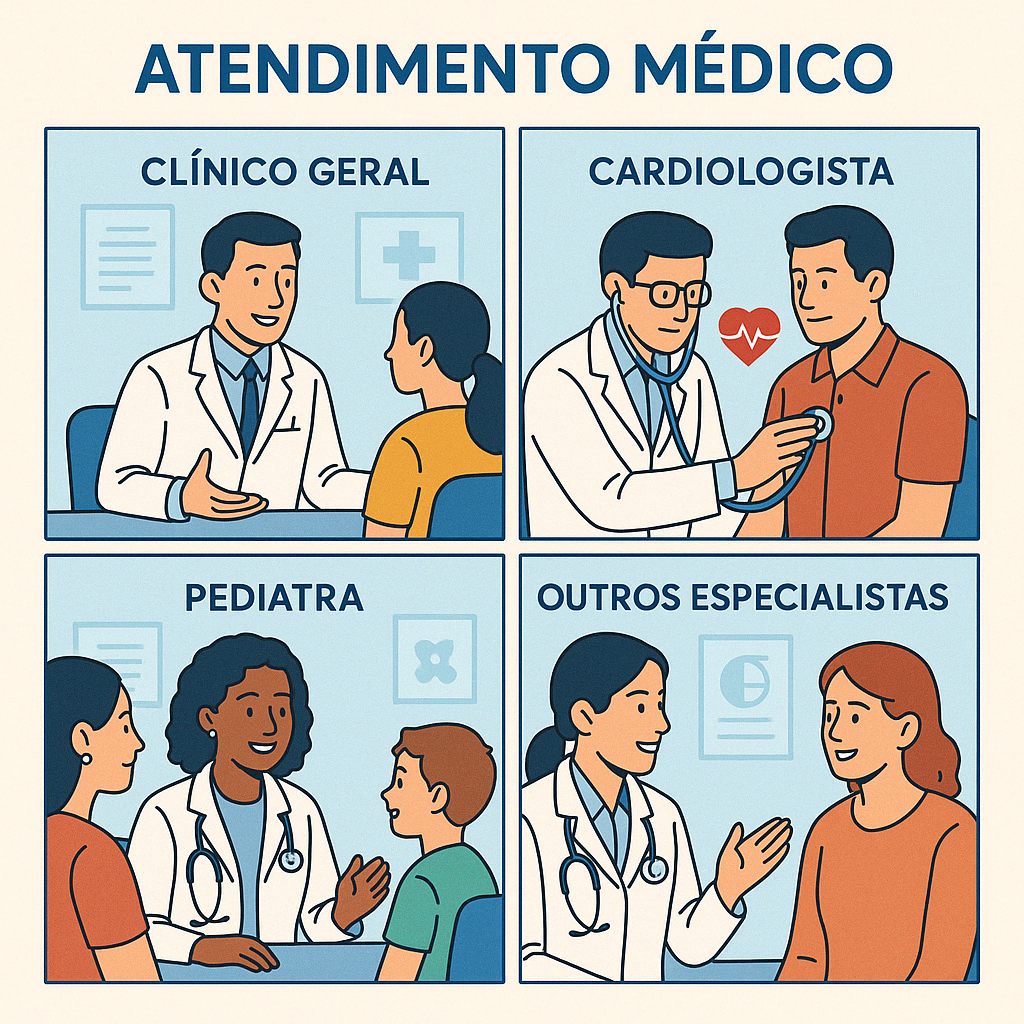 ATENDIMENTO MÉDICO
CLÍNICO GERAL
CARDIOLOGISTA
PEDIATRA
OUTROS ESPECIALISTAS